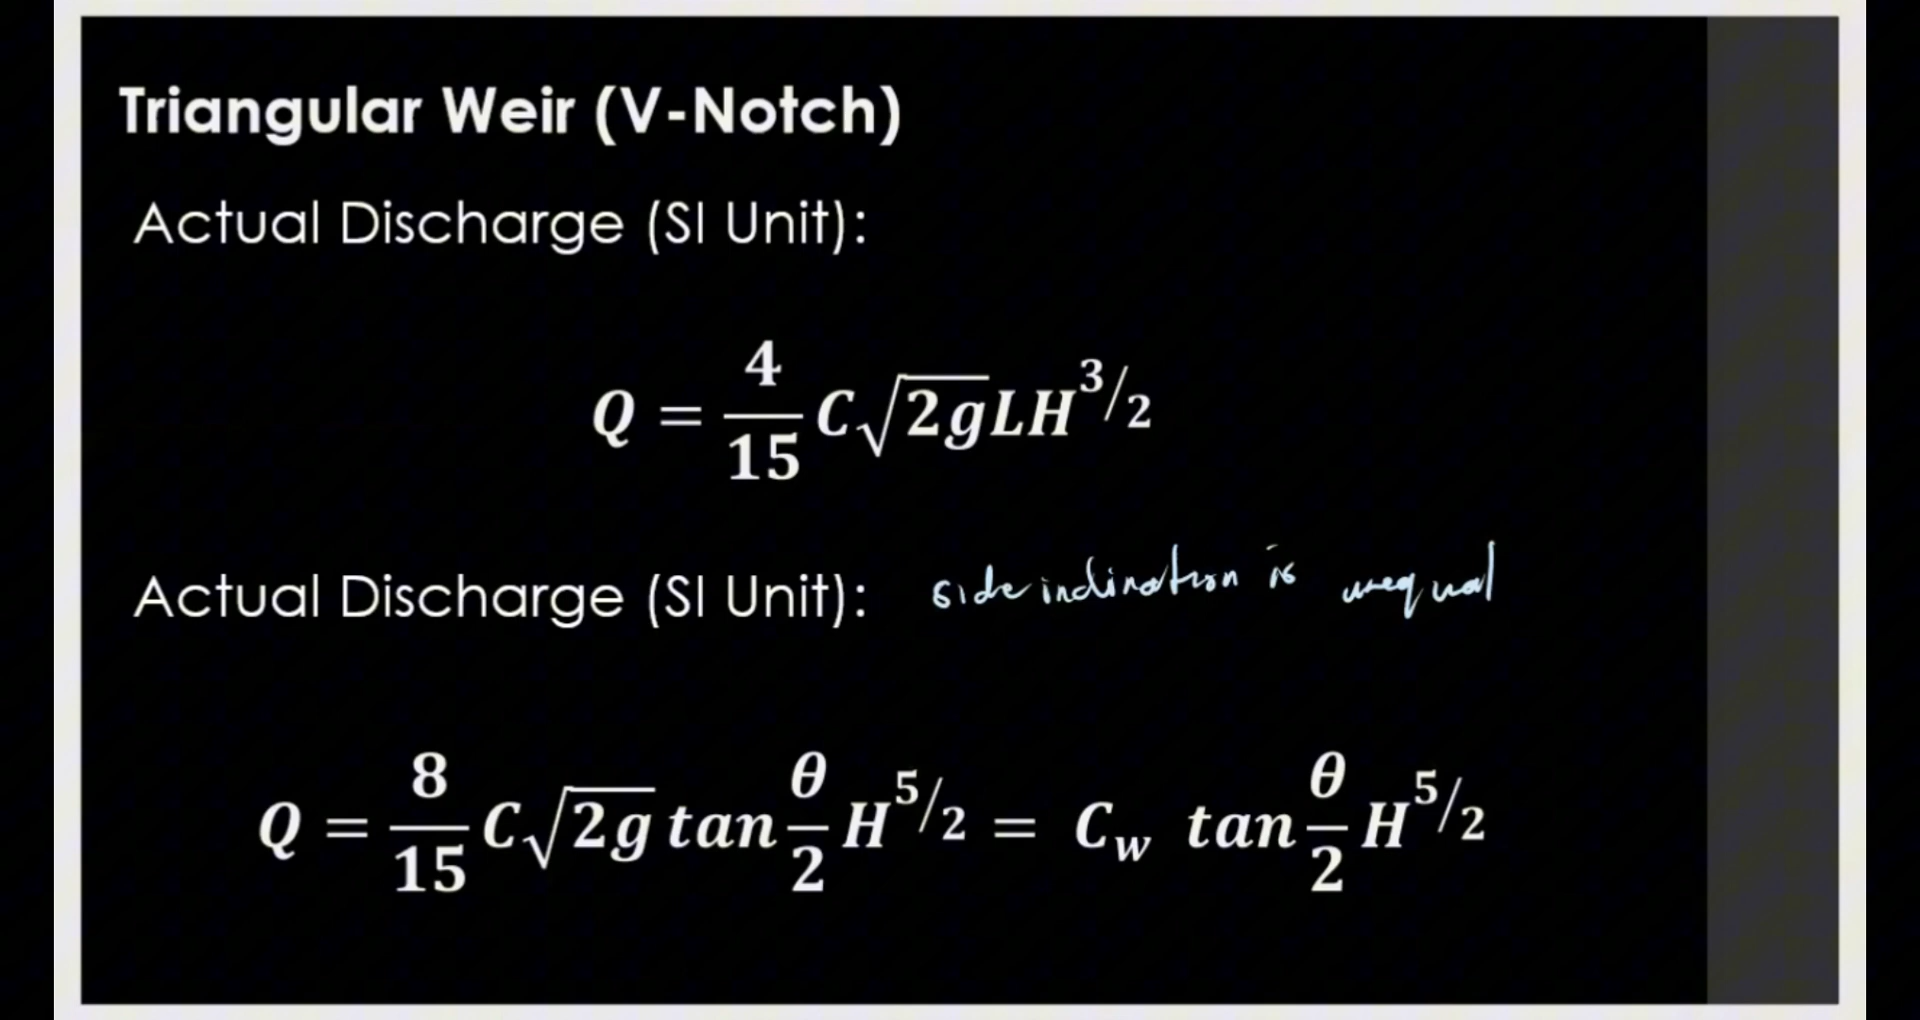 Triangular Weir (V-Notch)
Actual Discharge (SI Unit):
Q = 4/15 C√2g LH^3/2
Actual Discharge (SI Unit): side inclination is unequal
Q = 8/15 C√2g tan θ/2 H^5/2 = C_w tan θ/2 H^5/2